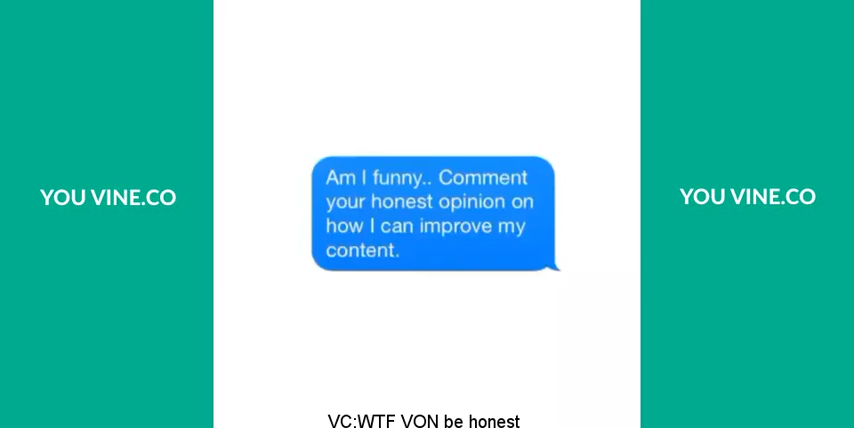 YOU VINE.CO
Am I funny.. Comment
your honest opinion on
how I can improve my
content.
YOU VINE.CO
VC:WTF VON be honest